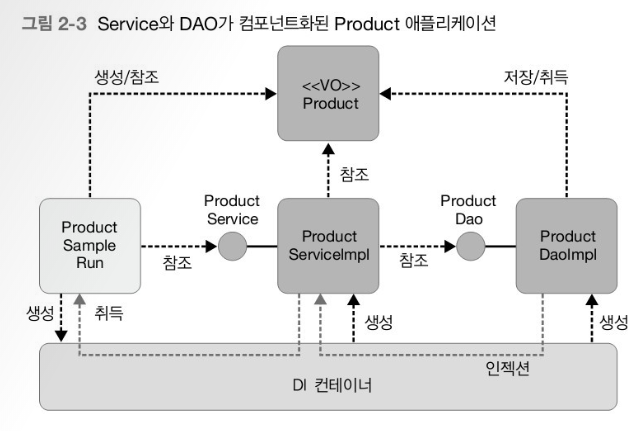 그림 2-3 Service와 DAO가 컴포넌트화된 Product 애플리케이션
생성/참조
<<VO>>
Product
저장/취득
참조
Product
Sample
Run
참조
Product
Service
Product
ServiceImpl
참조
Product
Dao
Product
DaoImpl
생성
취득
생성
인젝션
생성
DI 컨테이너